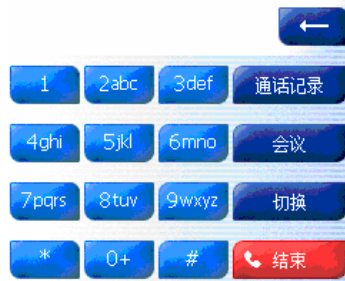 ←
1 2abc 3def 通话记录
4ghi 5jkl 6mno 会议
7pqrs 8tuv 9wxyz 切换
* 0+ # 结束